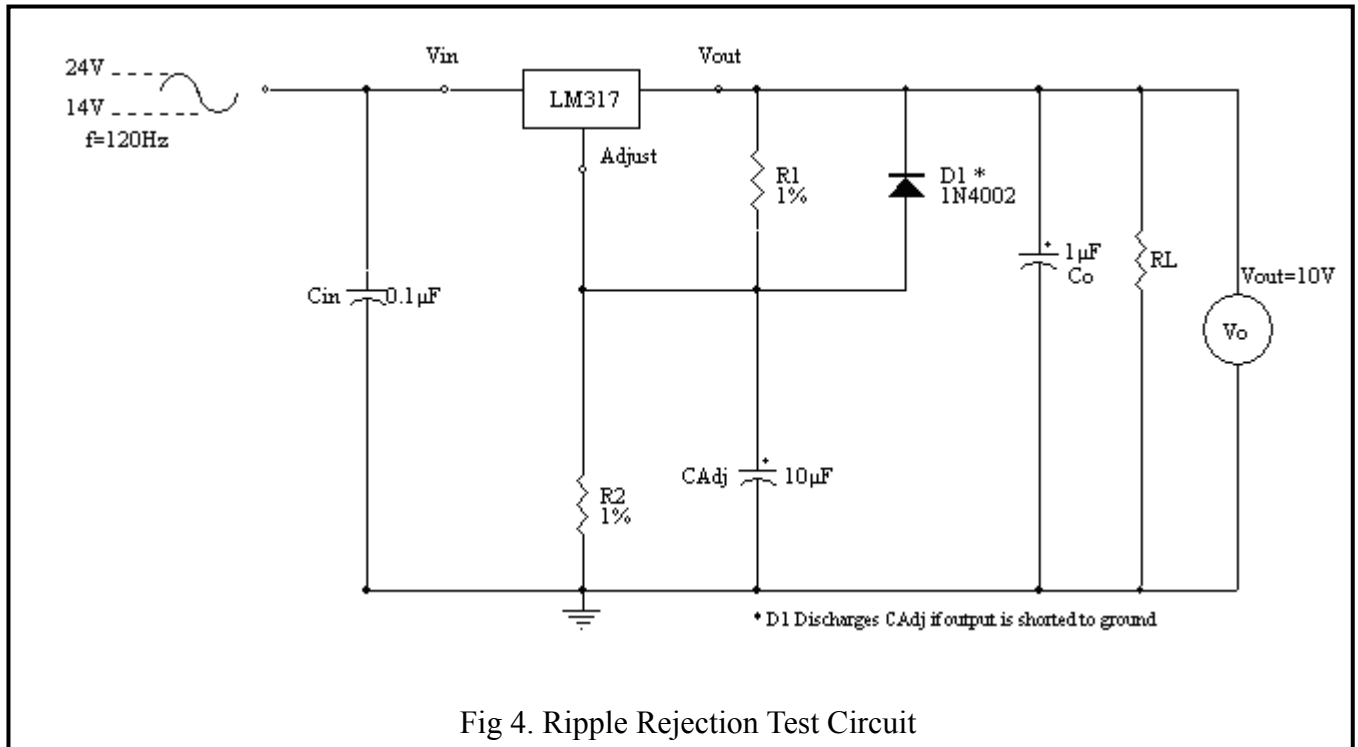 24V
14V
f=120Hz
Vin
LM317
Vout
Adjust
R1
1%
D1 *
1N4002
1µF
Co
RL
Vout=10V
Vo
Cin
0.1µF
R2
1%
CAdj
10µF
* D1 Discharges CAdj if output is shorted to ground
Fig 4. Ripple Rejection Test Circuit